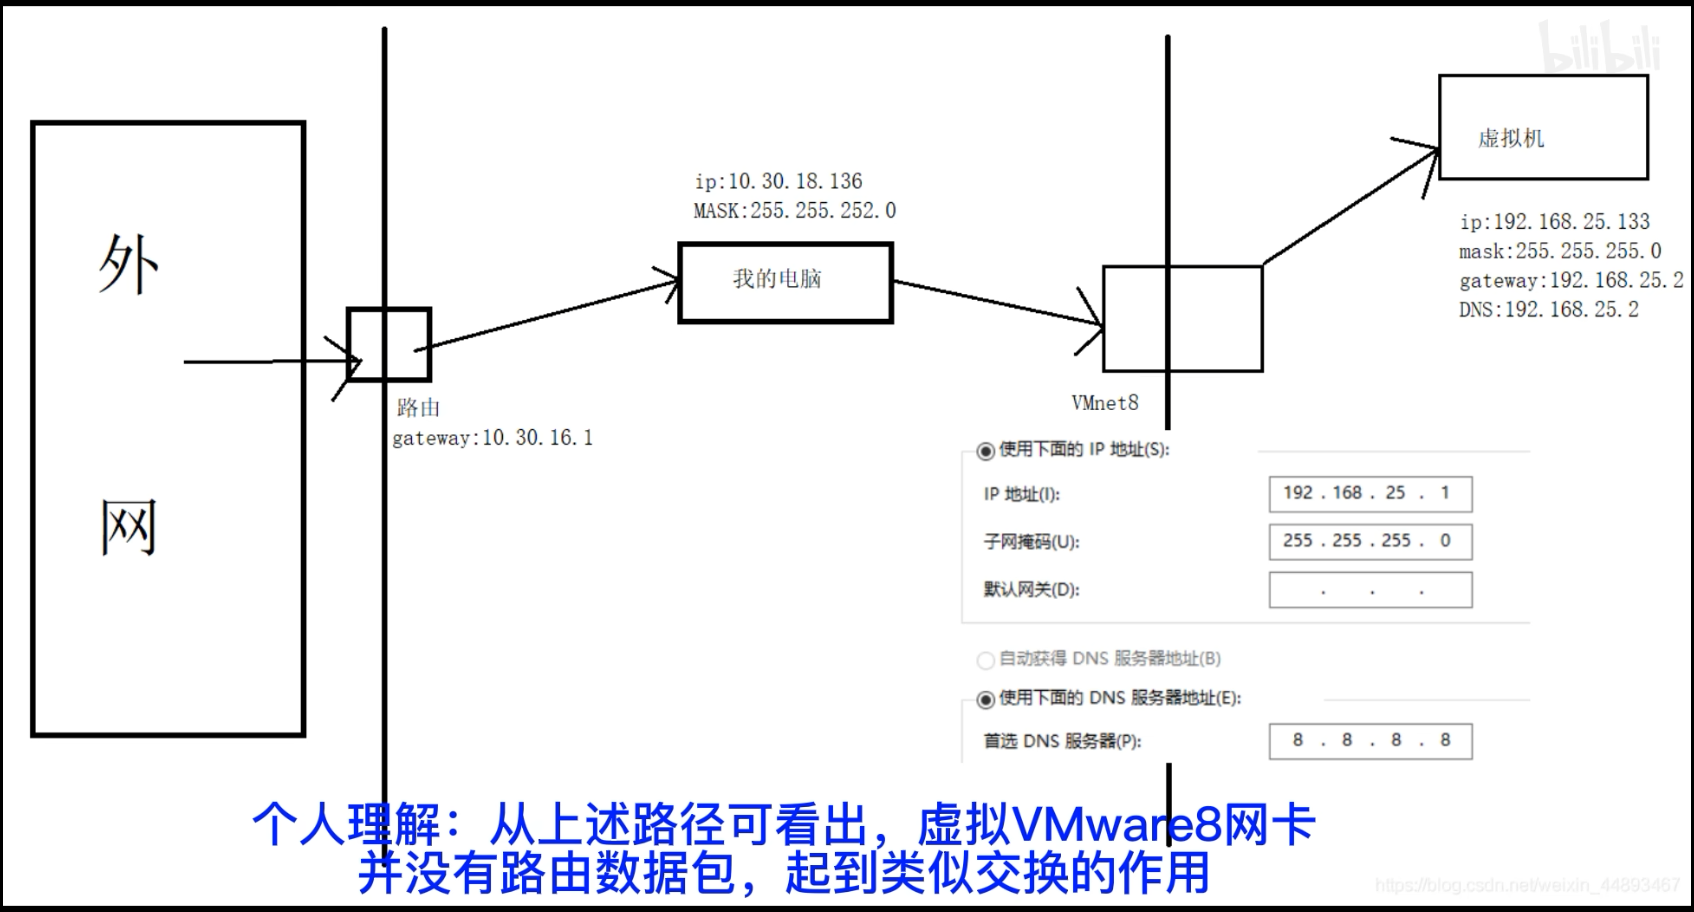 bilibili
外
网
路由
gateway:10.30.16.1
ip:10.30.18.136
MASK:255.255.252.0
我的电脑
VMnet8
虚拟机
ip:192.168.25.133
mask:255.255.255.0
gateway:192.168.25.2
DNS:192.168.25.2
使用下面的 IP 地址(S):
IP 地址(I): 192 . 168 . 25 . 1
子网掩码(U): 255 . 255 . 255 . 0
默认网关(D): . . .
自动获得 DNS 服务器地址(B)
使用下面的 DNS 服务器地址(E):
首选 DNS 服务器(P): 8 . 8 . 8 . 8
个人理解：从上述路径可看出，虚拟VMware8网卡
并没有路由数据包，起到类似交换的作用
https://blog.csdn.net/weixin_44893467